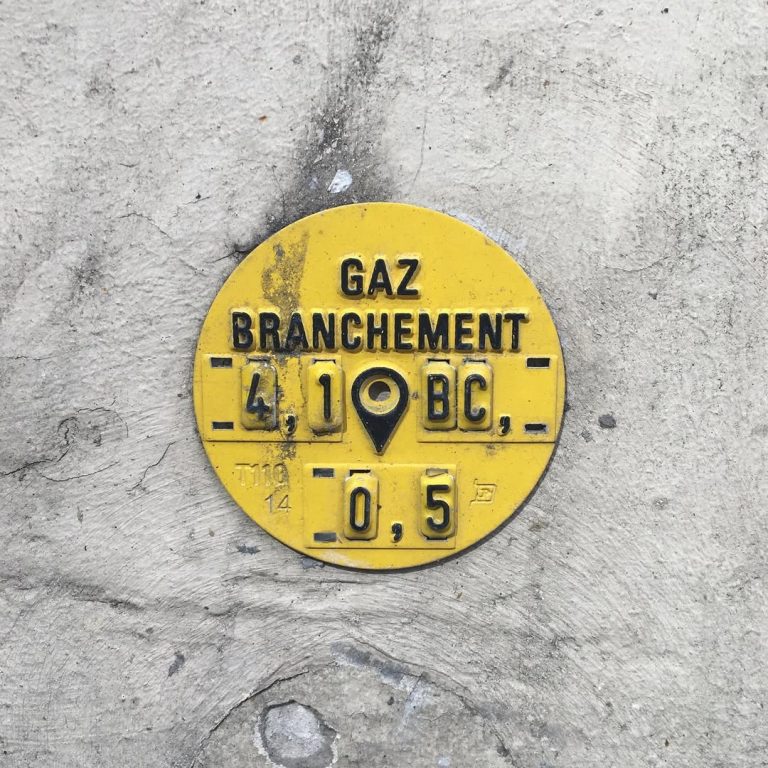 GAZ
BRANCHEMENT
4,1 BC,
T110
14
0,5